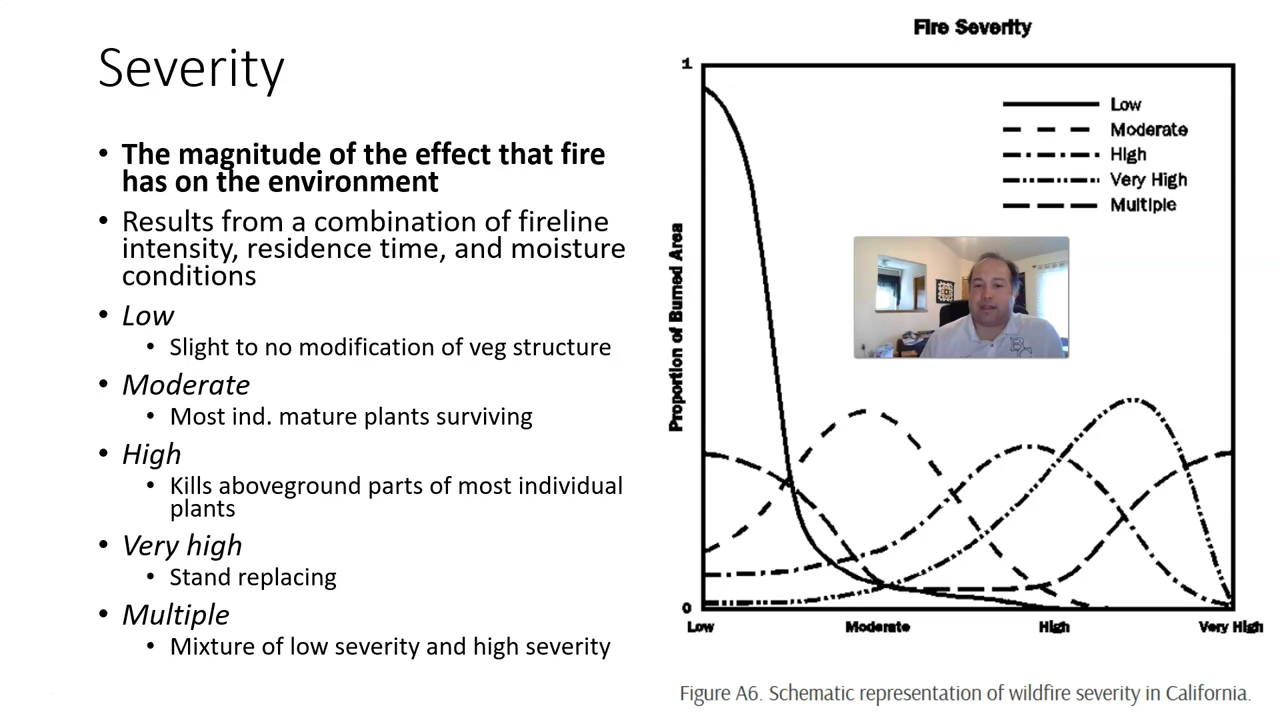 Severity
• The magnitude of the effect that fire
has on the environment
• Results from a combination of fireline
intensity, residence time, and moisture
conditions
• Low
• Slight to no modification of veg structure
• Moderate
• Most ind. mature plants surviving
• High
• Kills aboveground parts of most individual
plants
• Very high
• Stand replacing
• Multiple
• Mixture of low severity and high severity
Fire Severity
1
Low
Moderate
High
Very High
Multiple
Proportion of Burned Area
0
Low Moderate High Very High
Figure A6. Schematic representation of wildfire severity in California.